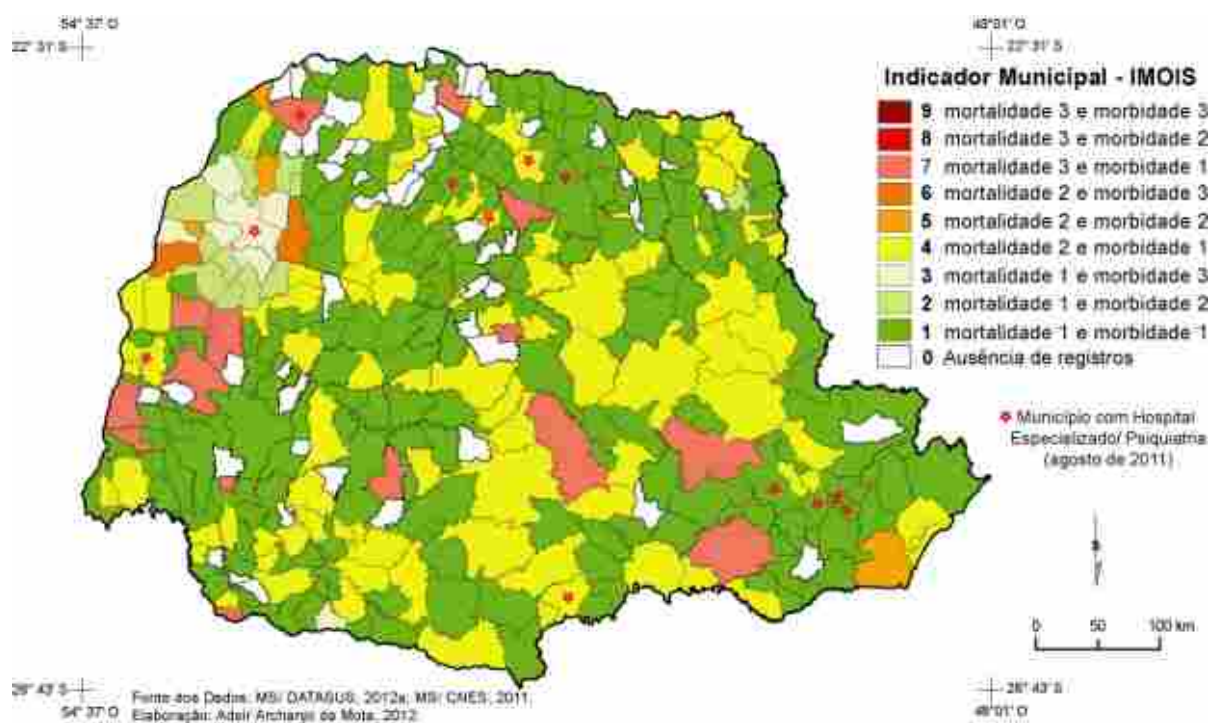 54° 37' O
48°01' O
22° 31' S
22° 31' S
Indicador Municipal - IMOIS
9 mortalidade 3 e morbidade 3
8 mortalidade 3 e morbidade 2
7 mortalidade 3 e morbidade 1
6 mortalidade 2 e morbidade 3
5 mortalidade 2 e morbidade 2
4 mortalidade 2 e morbidade 1
3 mortalidade 1 e morbidade 3
2 mortalidade 1 e morbidade 2
1 mortalidade 1 e morbidade 1
0 Ausência de registros
Município com Hospital
Especializado/ Psiquiatria
(agosto de 2011)
0 50 100 km
26° 43' S
26° 43' S
54° 37' O
48°01' O
Fonte dos Dados: MS/ DATASUS, 2012a; MS/ CNES, 2011.
Elaboração: Adeir Archanjo da Mota, 2012.